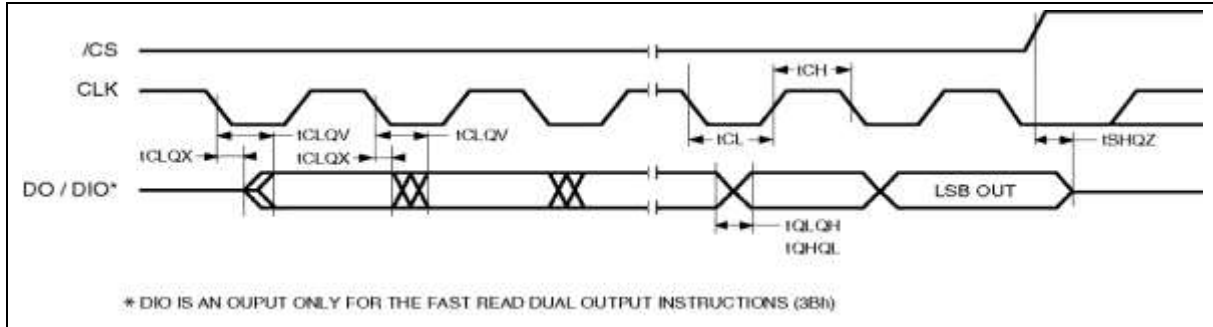 /CS
CLK
tCH
tCLQV
tCLQV
tCL
tCLQX
tCLQX
tSHQZ
DO / DIO*
LSB OUT
tQLQH
tQHQL
* DIO IS AN OUPUT ONLY FOR THE FAST READ DUAL OUTPUT INSTRUCTIONS (3Bh)